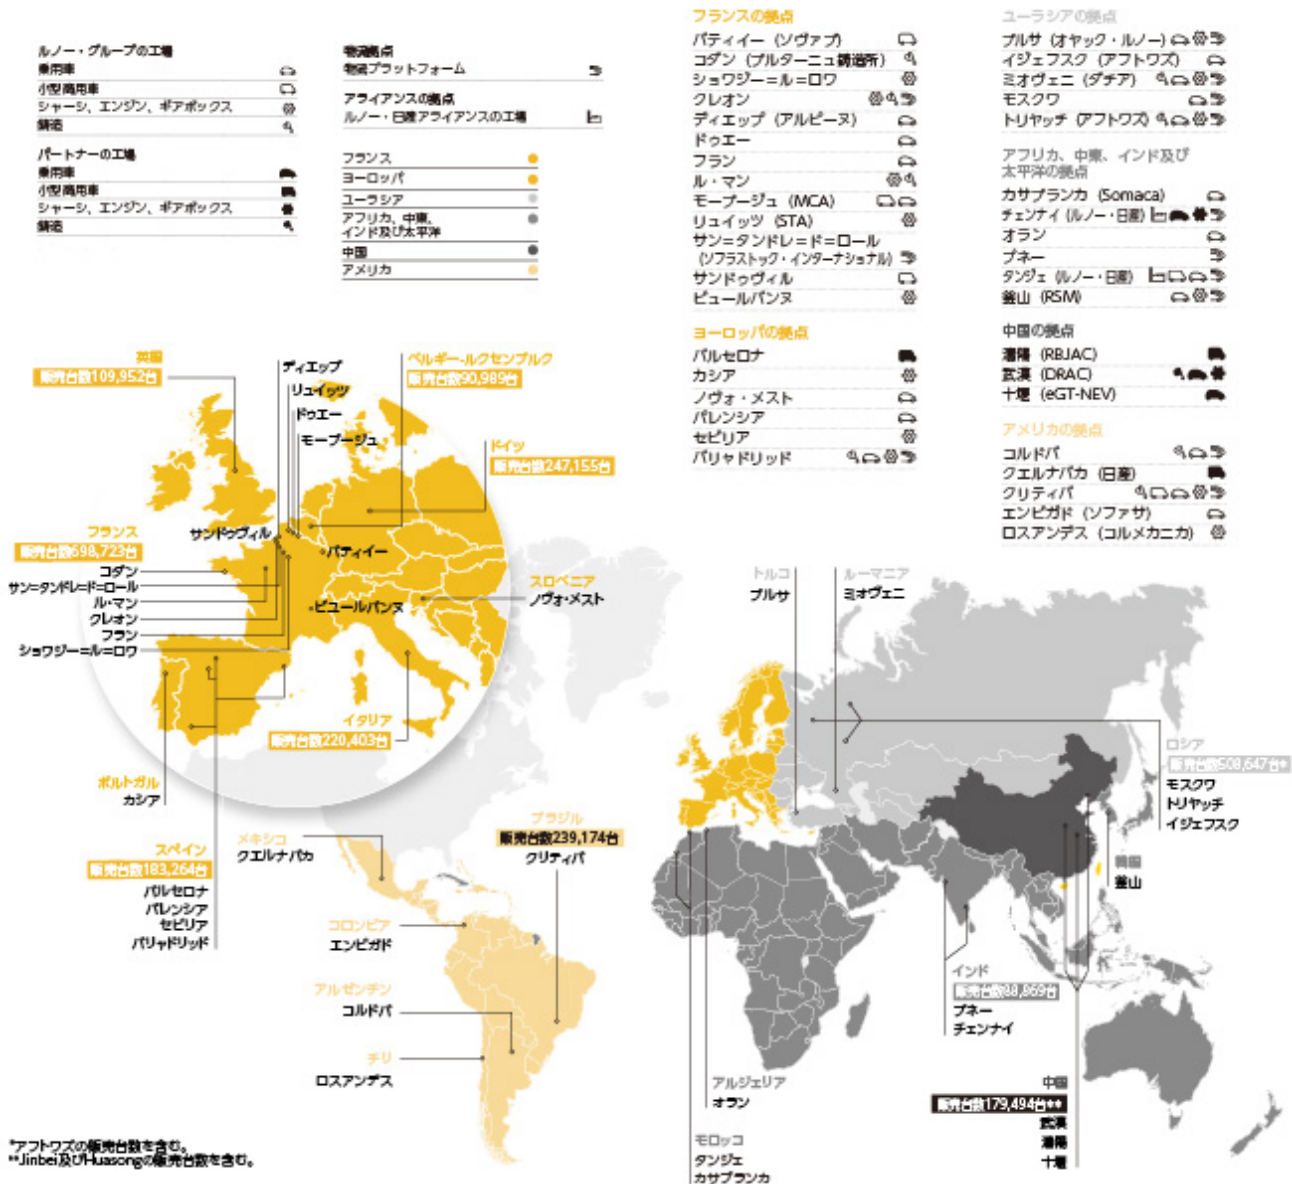 ルノー・グループの工場
乗用車
小型商用車
シャーシ、エンジン、ギアボックス
鋳造
パートナーの工場
乗用車
小型商用車
シャーシ、エンジン、ギアボックス
鋳造
物流拠点
物流プラットフォーム
アライアンスの拠点
ルノー・日産アライアンスの工場
フランス
ヨーロッパ
ユーラシア
アフリカ、中東、
インド及び太平洋
中国
アメリカ
フランスの拠点
バティイー（ソヴァブ）
コダン（ブルターニュ鋳造所）
ショワジー=ル=ロワ
クレオン
ディエップ（アルピーヌ）
ドゥエー
フラン
ル・マン
モーブージュ（MCA）
リュイッツ（STA）
サン=タンドレ=ド=ロール
（ソフラストック・インターナショナル）
サンドゥヴィル
ビュールバンヌ
ヨーロッパの拠点
バルセロナ
カシア
ノヴォ・メスト
パレンシア
セビリア
バリャドリッド
ユーラシアの拠点
ブルサ（オヤック・ルノー）
イジェフスク（アフトワズ）
ミオヴェニ（ダチア）
モスクワ
トリヤッチ（アフトワズ）
アフリカ、中東、インド及び
太平洋の拠点
カサブランカ（Somaca）
チェンナイ（ルノー・日産）
オラン
プネー
タンジェ（ルノー・日産）
釜山（RSM）
中国の拠点
瀋陽（RBJAC）
武漢（DRAC）
十堰（eGT-NEV）
アメリカの拠点
コルドバ
クエルナバカ（日産）
クリティバ
エンビガド（ソファサ）
ロスアンデス（コルメカニカ）
英国
販売台数109,952台
ディエップ
リュイッツ
ドゥエー
モーブージュ
ベルギー-ルクセンブルク
販売台数90,989台
ドイツ
販売台数247,155台
サンドゥヴィル
バティイー
フランス
販売台数698,723台
コダン
サン=タンドレ=ド=ロール
ル・マン
クレオン
フラン
ショワジー=ル=ロワ
ビュールバンヌ
スロベニア
ノヴォ・メスト
イタリア
販売台数220,403台
ポルトガル
カシア
スペイン
販売台数183,264台
バルセロナ
パレンシア
セビリア
バリャドリッド
メキシコ
クエルナバカ
ブラジル
販売台数239,174台
クリティバ
コロンビア
エンビガド
アルゼンチン
コルドバ
チリ
ロスアンデス
トルコ
ブルサ
ルーマニア
ミオヴェニ
ロシア
販売台数508,647台*
モスクワ
トリヤッチ
イジェフスク
韓国
釜山
インド
販売台数88,869台
プネー
チェンナイ
アルジェリア
オラン
モロッコ
タンジェ
カサブランカ
中国
販売台数179,494台**
武漢
瀋陽
十堰
*アフトワズの販売台数を含む。
**Jinbei及びHuasongの販売台数を含む。